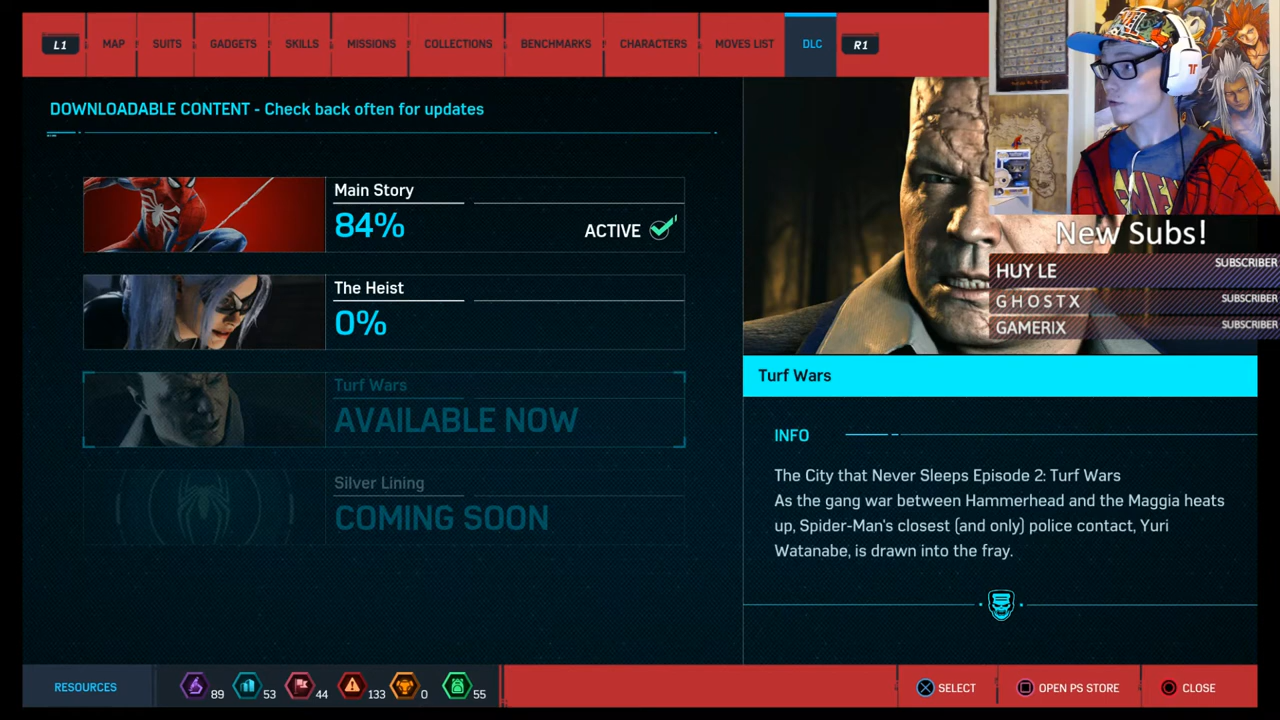 L1 MAP SUITS GADGETS SKILLS MISSIONS COLLECTIONS BENCHMARKS CHARACTERS MOVES LIST DLC R1
DOWNLOADABLE CONTENT - Check back often for updates
Main Story
84%
ACTIVE
The Heist
0%
Turf Wars
AVAILABLE NOW
Silver Lining
COMING SOON
New Subs!
HUY LE SUBSCRIBER
GHOSTX SUBSCRIBER
GAMERIX SUBSCRIBER
Turf Wars
INFO
The City that Never Sleeps Episode 2: Turf Wars
As the gang war between Hammerhead and the Maggia heats
up, Spider-Man's closest (and only) police contact, Yuri
Watanabe, is drawn into the fray.
RESOURCES 89 53 44 133 0 55 SELECT OPEN PS STORE CLOSE